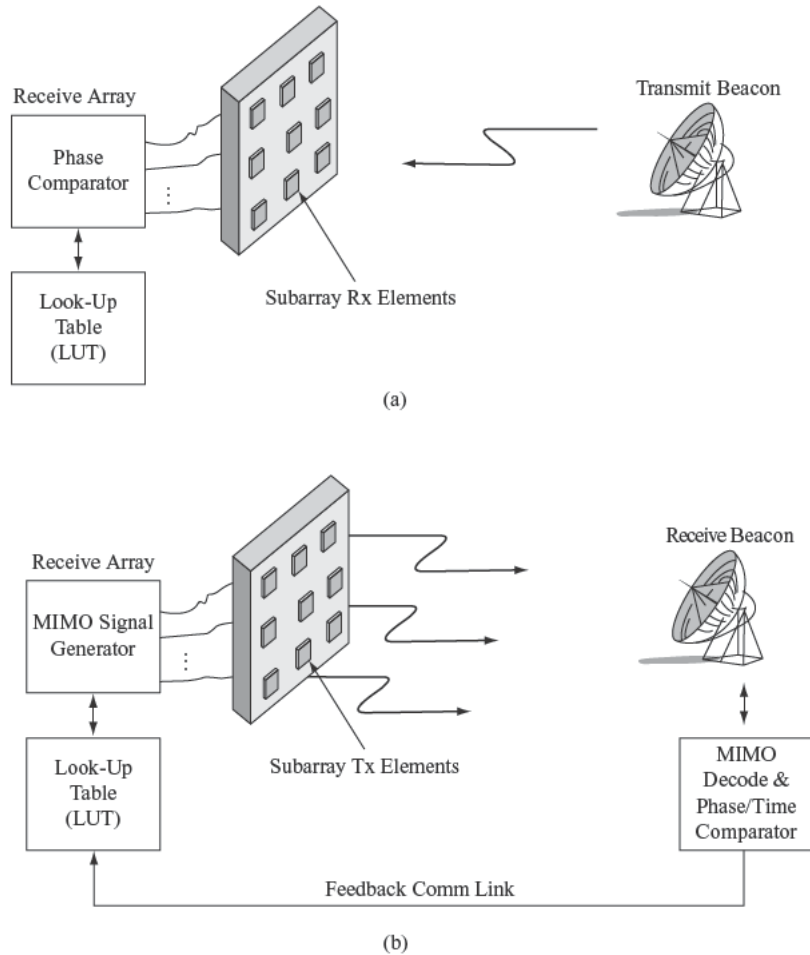 Receive Array
Transmit Beacon
Phase
Comparator
⋮
Look-Up
Table
(LUT)
Subarray Rx Elements
(a)
Receive Array
Receive Beacon
MIMO Signal
Generator
⋮
Look-Up
Table
(LUT)
Subarray Tx Elements
MIMO
Decode &
Phase/Time
Comparator
Feedback Comm Link
(b)